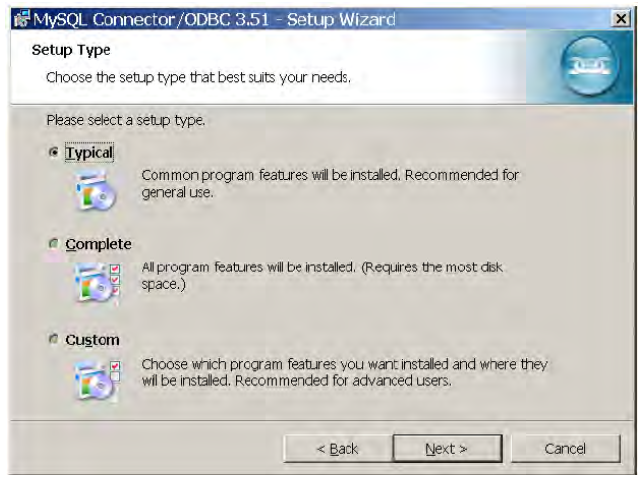 MySQL Connector/ODBC 3.51 - Setup Wizard
Setup Type
Choose the setup type that best suits your needs.
Please select a setup type.
Typical
Common program features will be installed. Recommended for
general use.
Complete
All program features will be installed. (Requires the most disk
space.)
Custom
Choose which program features you want installed and where they
will be installed. Recommended for advanced users.
< Back
Next >
Cancel